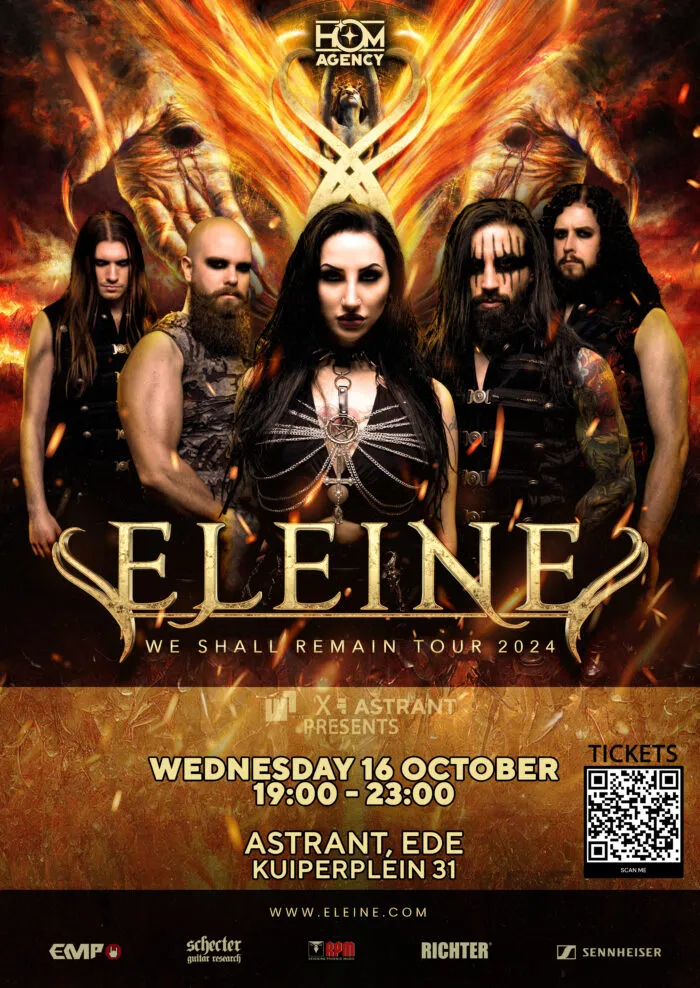 HOM
AGENCY
ELEINE
WE SHALL REMAIN TOUR 2024
X ASTRANT
PRESENTS
WEDNESDAY 16 OCTOBER
19:00 - 23:00
TICKETS
SCAN ME
ASTRANT, EDE
KUIPERPLEIN 31
WWW.ELEINE.COM
EMP
schecter
guitar research
RPM
RICHTER
SENNHEISER